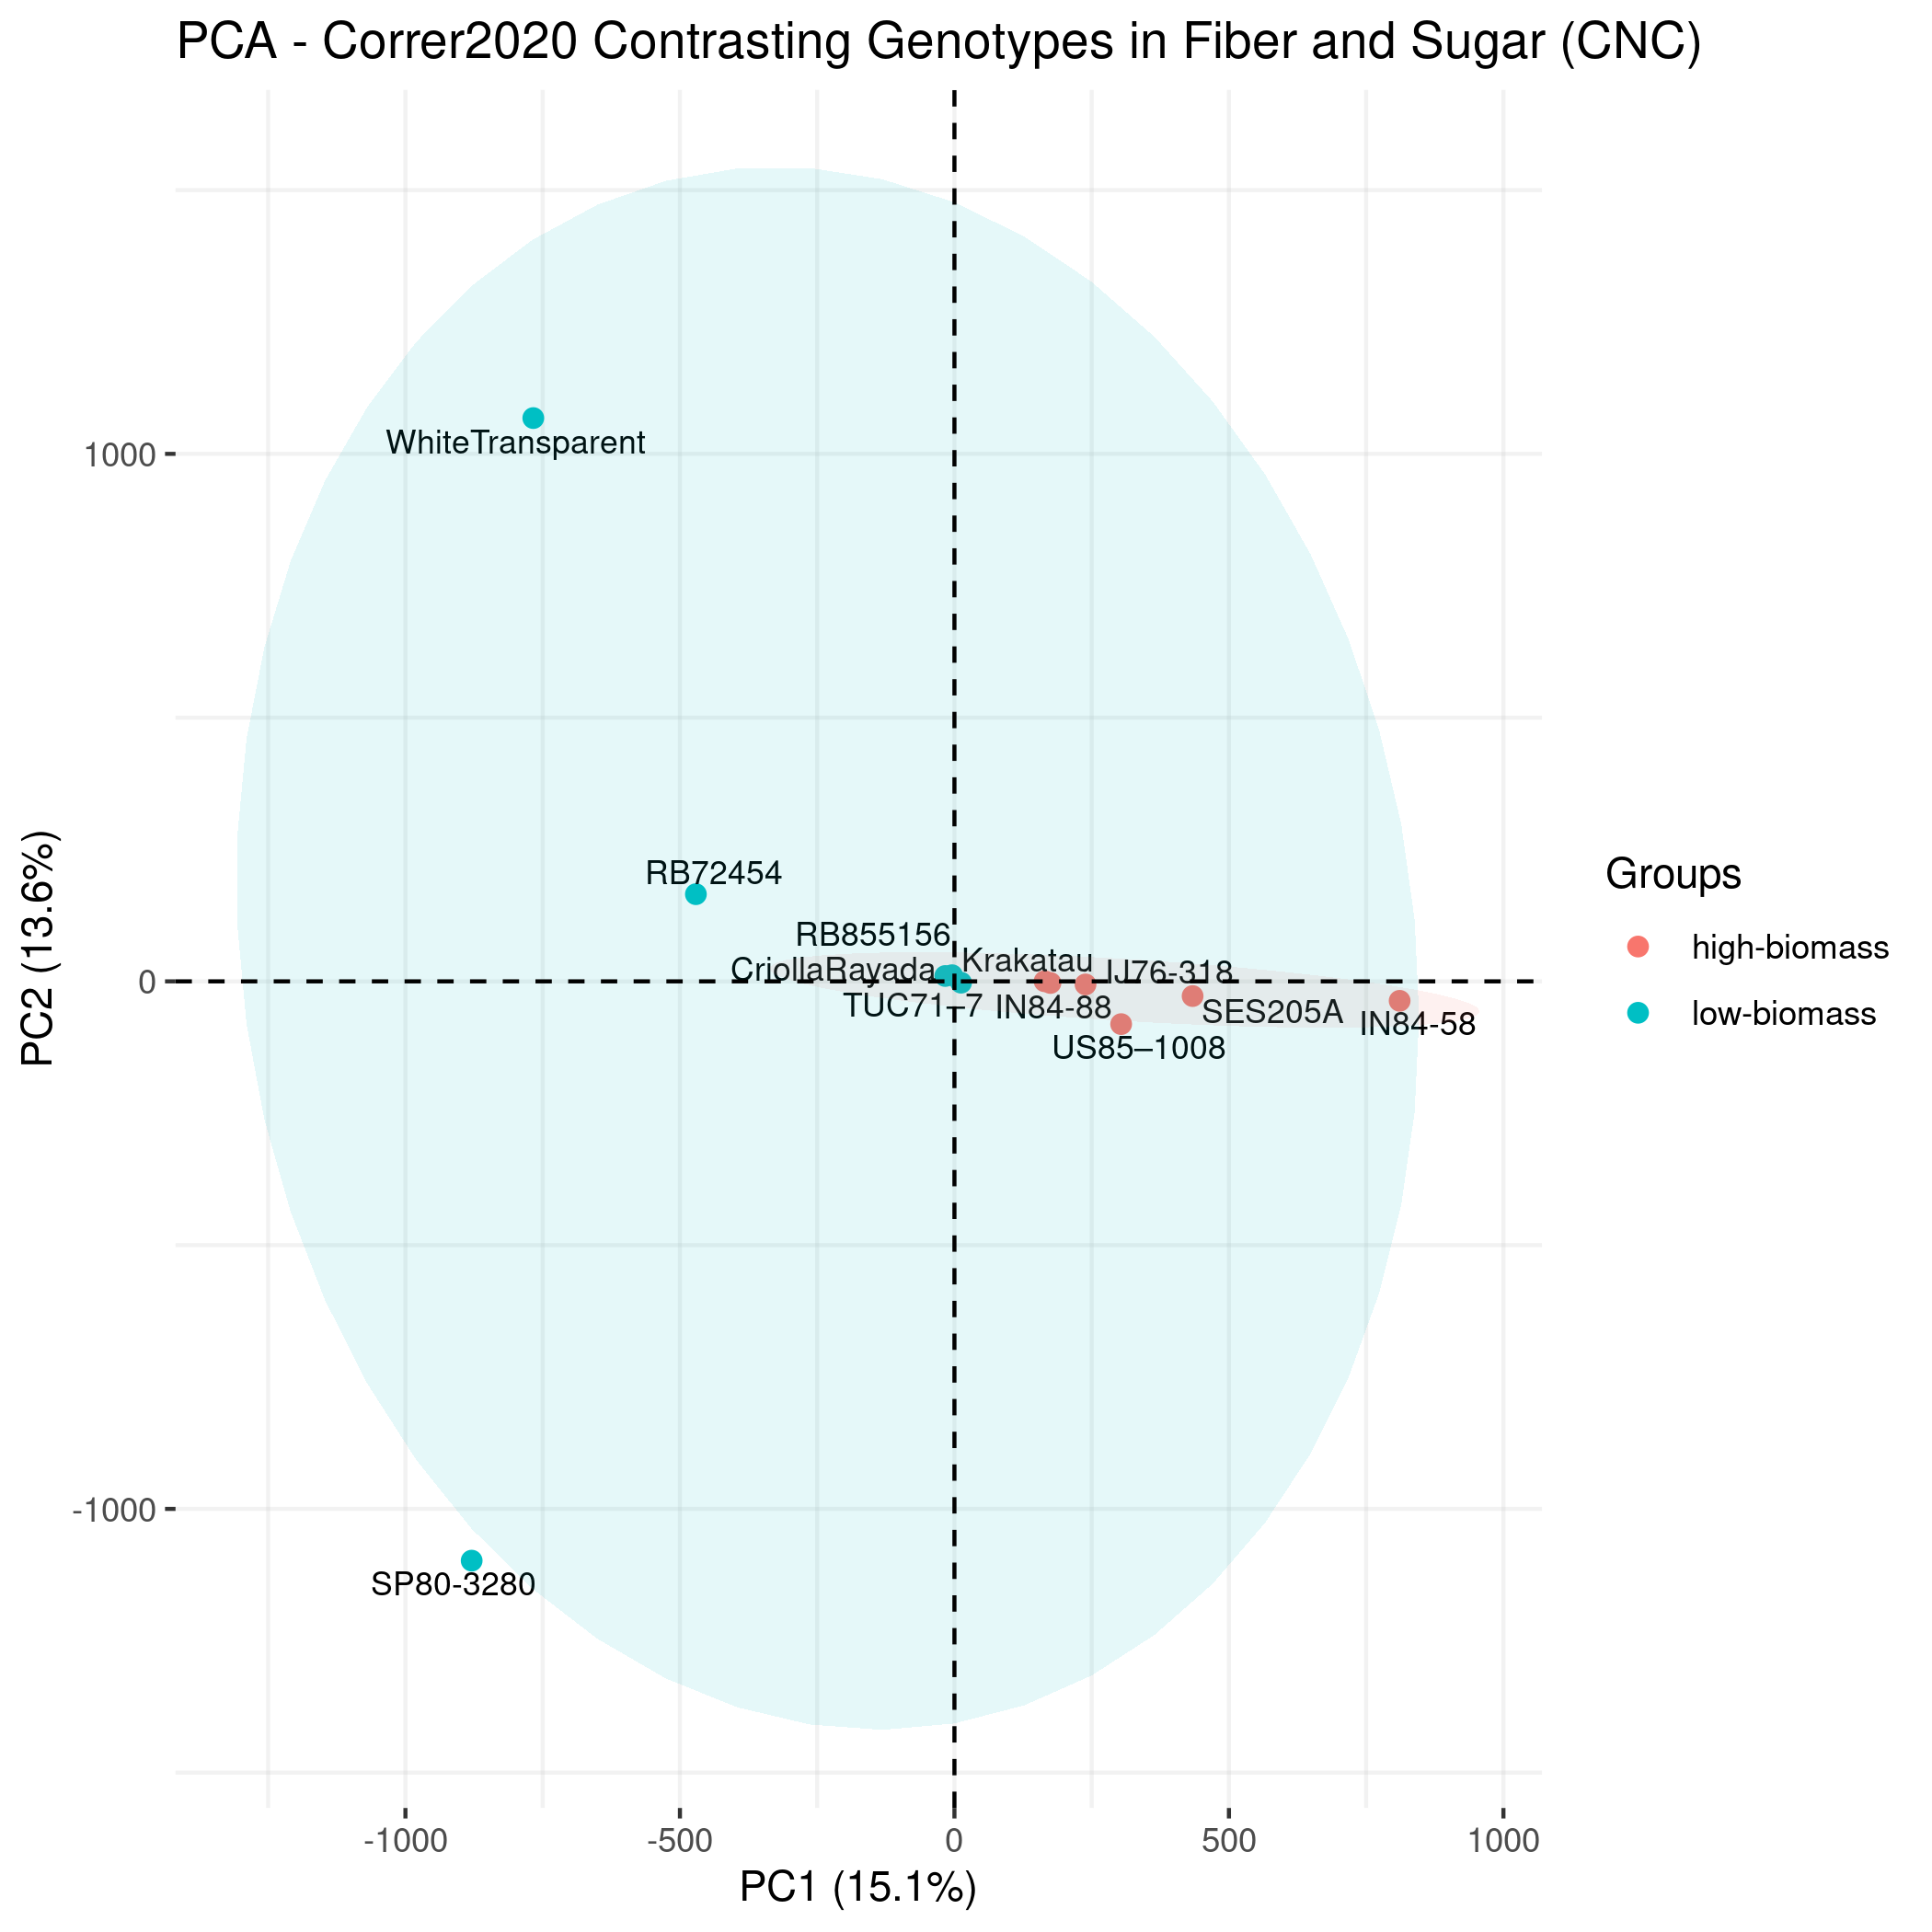 PCA - Correr2020 Contrasting Genotypes in Fiber and Sugar (CNC)
PC2 (13.6%)
1000
0
-1000
WhiteTransparent
RB72454
RB855156
Krakatau
CriollaRayada
IJ76-318
TUC71–7
IN84-88
SES205A
IN84-58
US85–1008
SP80-3280
-1000
-500
0
500
1000
PC1 (15.1%)
Groups
high-biomass
low-biomass